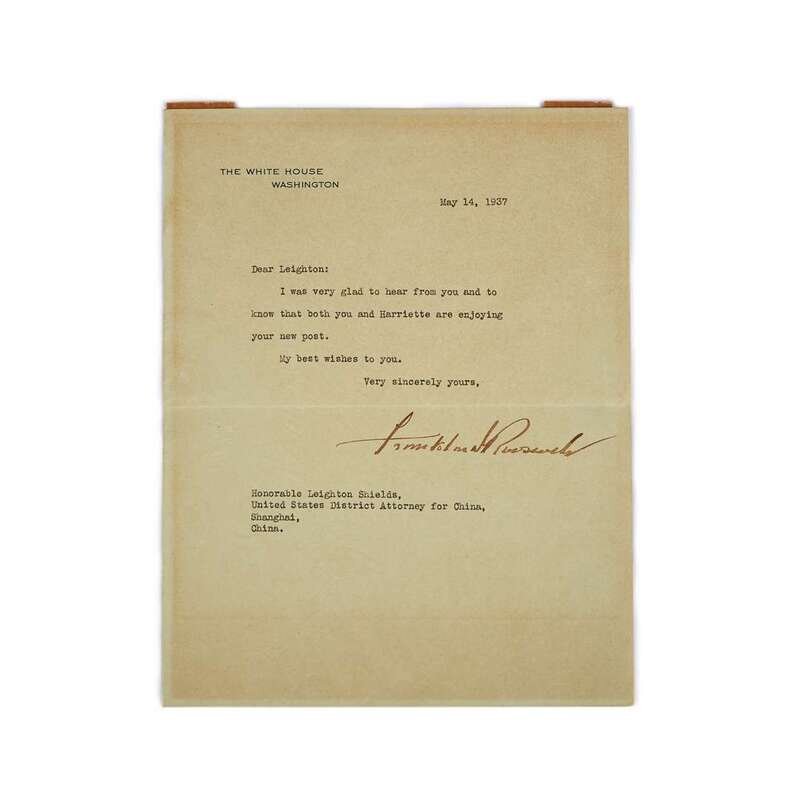 THE WHITE HOUSE
WASHINGTON
May 14, 1937
Dear Leighton:
I was very glad to hear from you and to
know that both you and Harriette are enjoying
your new post.
My best wishes to you.
Very sincerely yours,
Franklin D Roosevelt
Honorable Leighton Shields,
United States District Attorney for China,
Shanghai,
China.